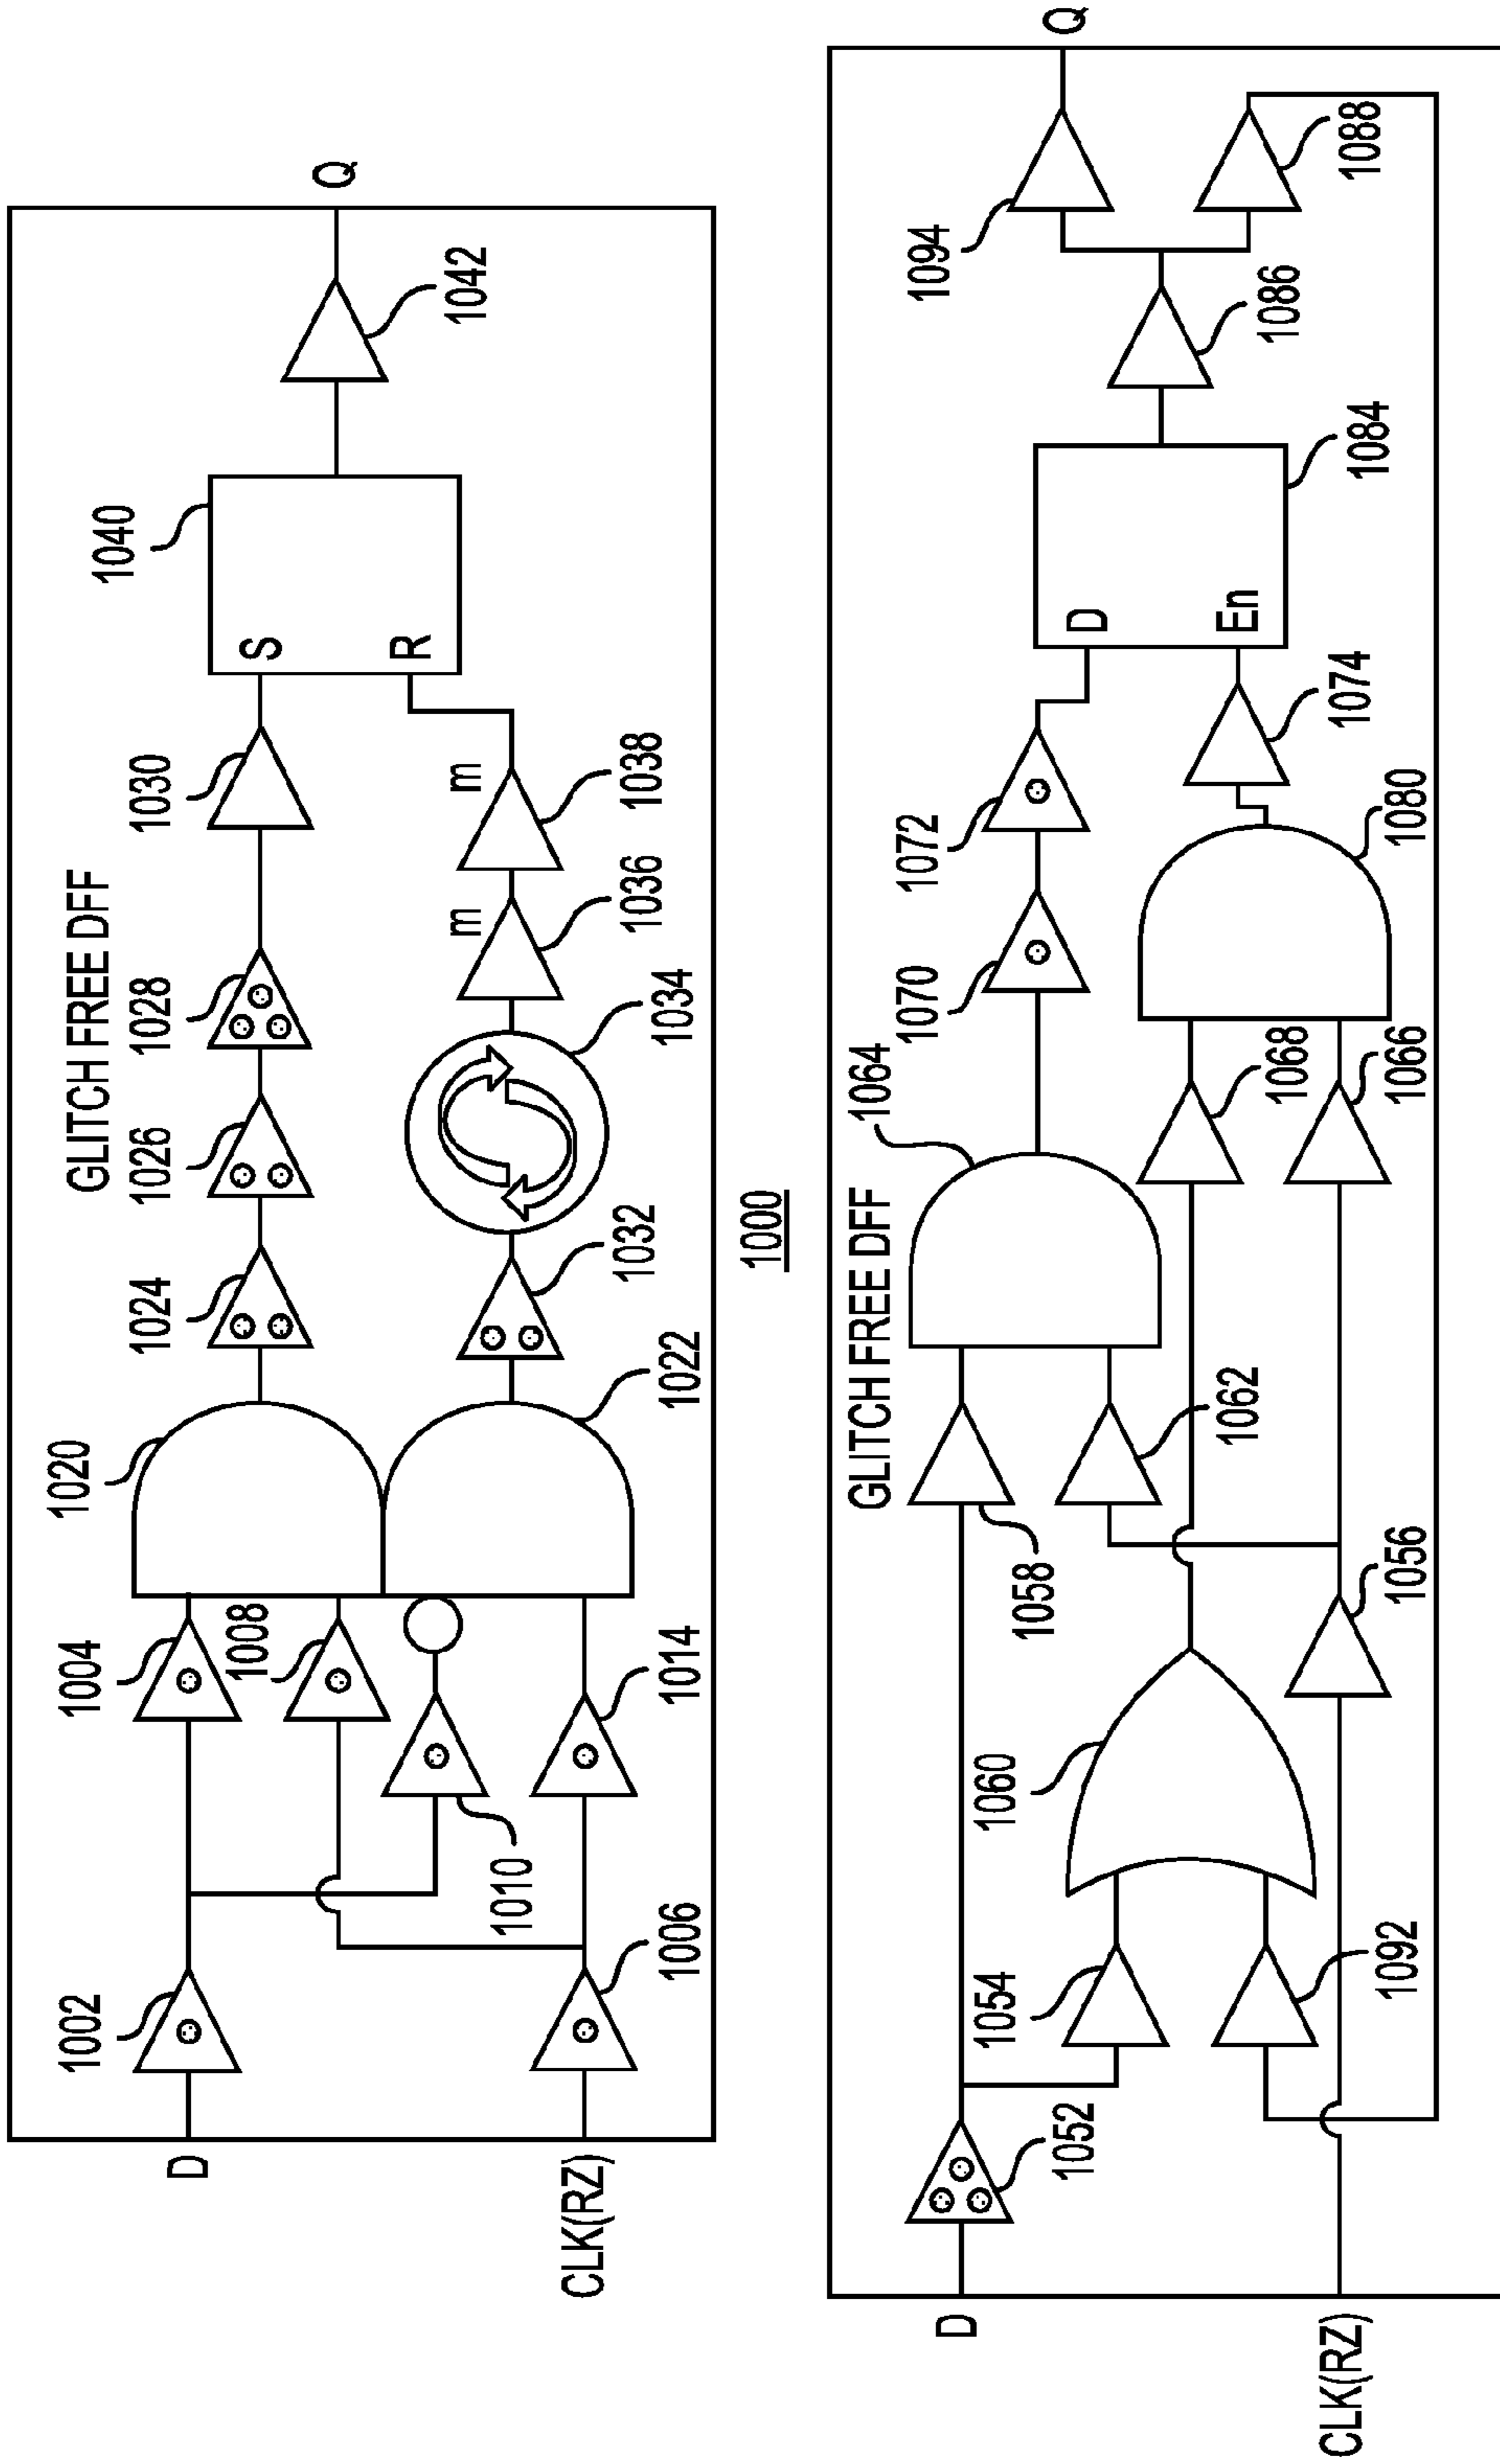 GLITCH FREE DFF
D
CLK(RZ)
1002
1004
1006
1008
1010
1014
1020
1022
1024
1026
1028
1030
1032
1034
1036
m
1038
m
S
R
1040
1042
Q
1000
GLITCH FREE DFF
D
CLK(RZ)
1052
1054
1092
1056
1058
1060
1062
1064
1068
1066
1070
1072
1074
1080
D
En
1084
1086
1094
1088
Q